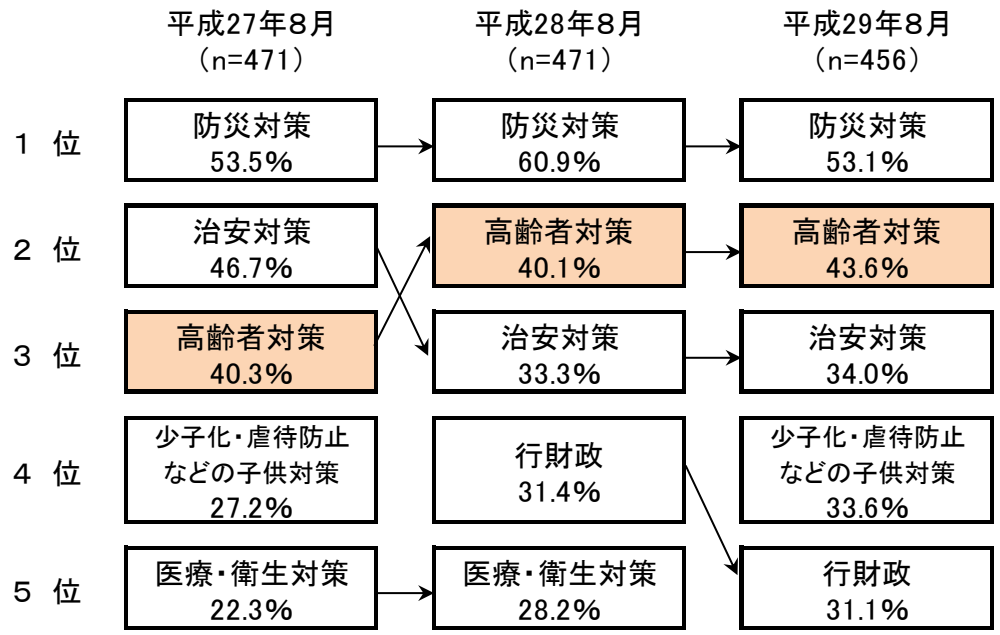 平成27年８月 平成28年８月 平成29年８月
（n=471） （n=471） （n=456）
１ 位
防災対策 防災対策 防災対策
53.5% 60.9% 53.1%
２ 位
治安対策 高齢者対策 高齢者対策
46.7% 40.1% 43.6%
３ 位
高齢者対策 治安対策 治安対策
40.3% 33.3% 34.0%
４ 位
少子化・虐待防止
などの子供対策
27.2%
行財政
31.4%
少子化・虐待防止
などの子供対策
33.6%
５ 位
医療・衛生対策 医療・衛生対策 行財政
22.3% 28.2% 31.1%